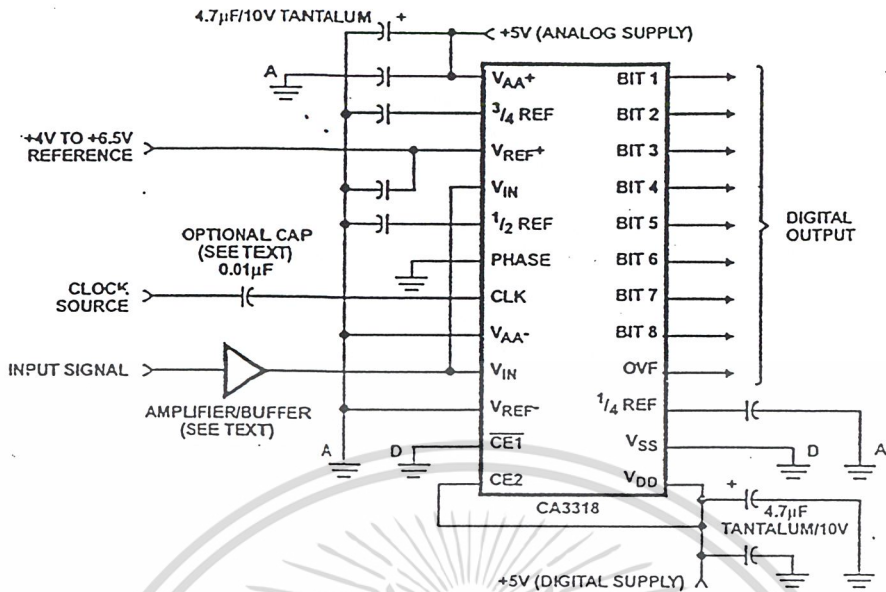 4.7µF/10V TANTALUM
+
+5V (ANALOG SUPPLY)
A
+4V TO +6.5V
REFERENCE
OPTIONAL CAP
(SEE TEXT)
0.01µF
CLOCK
SOURCE
INPUT SIGNAL
AMPLIFIER/BUFFER
(SEE TEXT)
A
D
VAA+
3/4 REF
VREF+
VIN
1/2 REF
PHASE
CLK
VAA-
VIN
VREF-
CE1
CE2
BIT 1
BIT 2
BIT 3
BIT 4
BIT 5
BIT 6
BIT 7
BIT 8
OVF
1/4 REF
VSS
VDD
DIGITAL
OUTPUT
D
A
CA3318
+
4.7µF
TANTALUM/10V
+5V (DIGITAL SUPPLY)